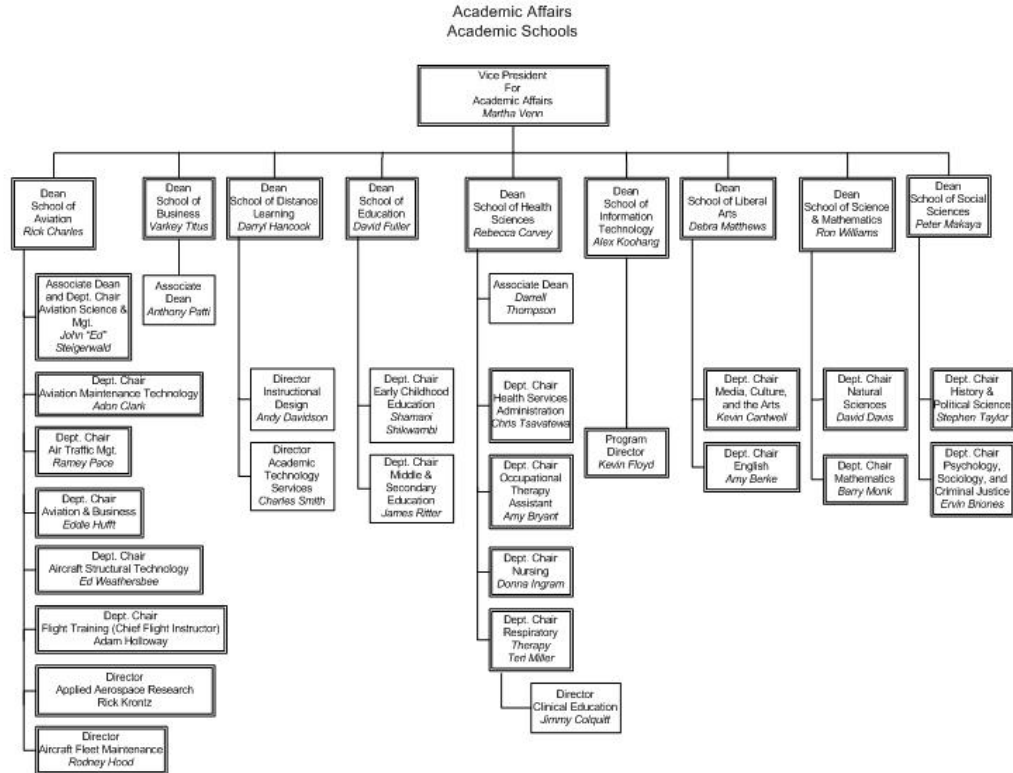 Academic Affairs
Academic Schools
Vice President
For
Academic Affairs
Martha Venn
Dean
School of
Aviation
Rick Charles
Dean
School of
Business
Varkey Titus
Dean
School of Distance
Learning
Darryl Hancock
Dean
School of
Education
David Fuller
Dean
School of Health
Sciences
Rebecca Corvey
Dean
School of
Information
Technology
Alex Koohang
Dean
School of Liberal
Arts
Debra Matthews
Dean
School of Science
& Mathematics
Ron Williams
Dean
School of Social
Sciences
Peter Makaya
Associate Dean
and Dept. Chair
Aviation Science &
Mgt.
John "Ed"
Steigerwald
Dept. Chair
Aviation Maintenance Technology
Adon Clark
Dept. Chair
Air Traffic Mgt.
Ramey Pace
Dept. Chair
Aviation & Business
Eddie Hufft
Dept. Chair
Aircraft Structural Technology
Ed Weathersbee
Dept. Chair
Flight Training (Chief Flight Instructor)
Adam Holloway
Director
Applied Aerospace Research
Rick Krontz
Director
Aircraft Fleet Maintenance
Rodney Hood
Associate
Dean
Anthony Patti
Director
Instructional
Design
Andy Davidson
Director
Academic
Technology
Services
Charles Smith
Dept. Chair
Early Childhood
Education
Shamani
Shikwambi
Dept. Chair
Middle &
Secondary
Education
James Ritter
Associate Dean
Darrell
Thompson
Dept. Chair
Health Services
Administration
Chris Tsavatewa
Dept. Chair
Occupational
Therapy
Assistant
Amy Bryant
Dept. Chair
Nursing
Donna Ingram
Dept. Chair
Respiratory
Therapy
Teri Miller
Director
Clinical Education
Jimmy Colquitt
Program
Director
Kevin Floyd
Dept. Chair
Media, Culture,
and the Arts
Kevin Cantwell
Dept. Chair
English
Amy Berke
Dept. Chair
Natural
Sciences
David Davis
Dept. Chair
Mathematics
Barry Monk
Dept. Chair
History &
Political Science
Stephen Taylor
Dept. Chair
Psychology,
Sociology, and
Criminal Justice
Ervin Briones